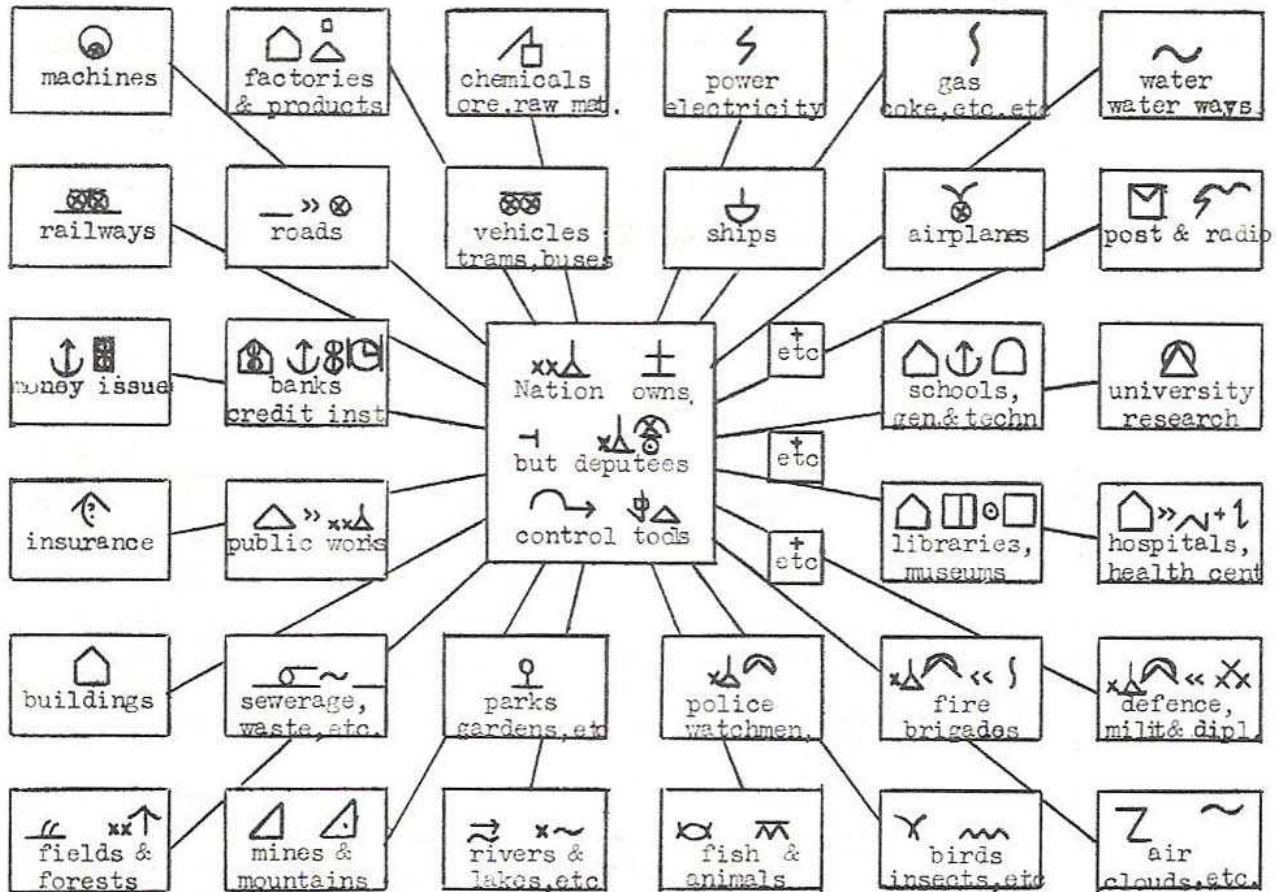 machines
factories
& products
chemicals
ore.raw mat.
power
electricity
gas
coke,etc.etc
water
water ways.
railways
roads
vehicles
trams,buses
ships
airplanes
post & radio
money issue
banks
credit inst
Nation owns,
but deputees
control tools
etc
etc
etc
schools,
gen.& techn
university
research
insurance
public works
libraries,
museums
hospitals,
health cent
buildings
sewerage,
waste,etc.
parks
gardens,etc
police
watchmen,
fire
brigades
defence,
milit& dipl.
fields &
forests
mines &
mountains
rivers &
lakes,etc
fish &
animals
birds
insects,etc
air
clouds,etc.